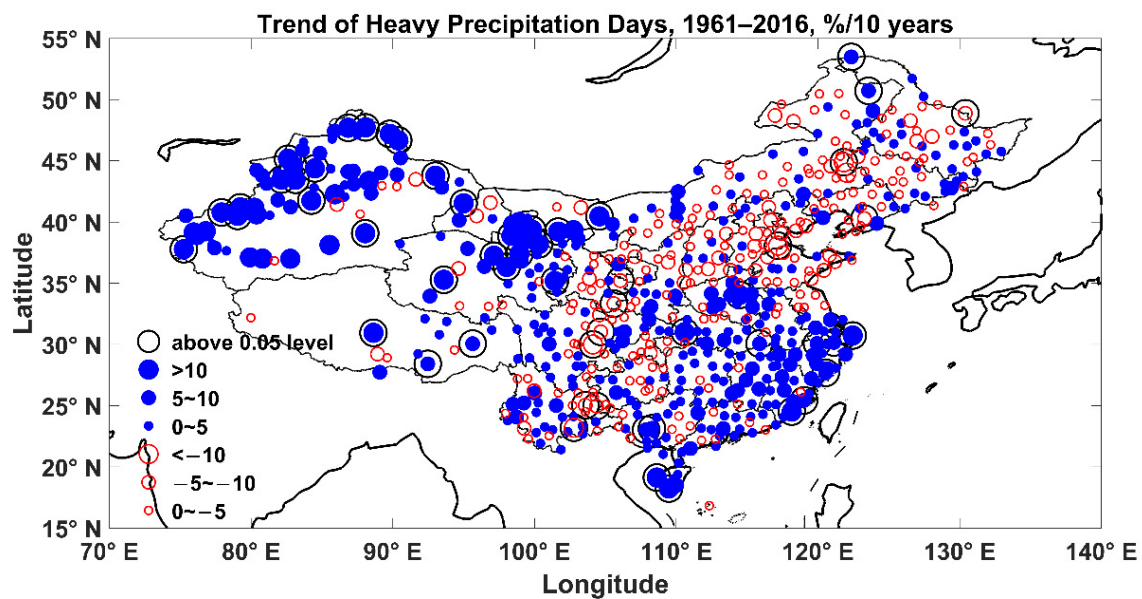 Trend of Heavy Precipitation Days, 1961–2016, %/10 years
55° N
50° N
45° N
40° N
35° N
30° N
25° N
20° N
15° N
Latitude
above 0.05 level
>10
5~10
0~5
<−10
−5~−10
0~−5
70° E 80° E 90° E 100° E 110° E 120° E 130° E 140° E
Longitude